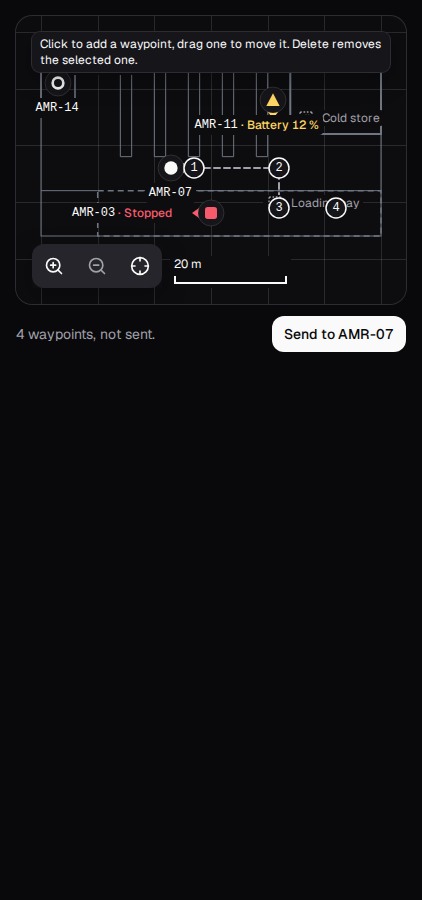 Click to add a waypoint, drag one to move it. Delete removes
the selected one.
AMR-14
Cold store
AMR-11 · Battery 12 %
1
2
AMR-07
3
Loading bay
4
AMR-03 · Stopped
20 m
4 waypoints, not sent.
Send to AMR-07